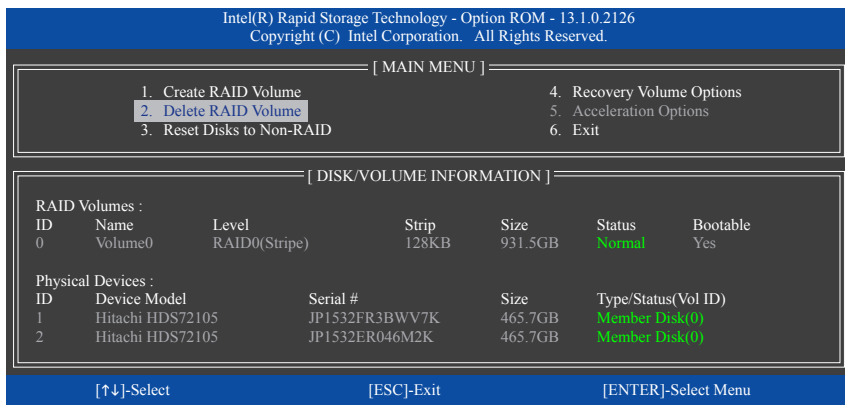 Intel(R) Rapid Storage Technology - Option ROM - 13.1.0.2126
Copyright (C) Intel Corporation. All Rights Reserved.
[ MAIN MENU ]
1. Create RAID Volume 4. Recovery Volume Options
2. Delete RAID Volume 5. Acceleration Options
3. Reset Disks to Non-RAID 6. Exit
[ DISK/VOLUME INFORMATION ]
RAID Volumes :
ID Name Level Strip Size Status Bootable
0 Volume0 RAID0(Stripe) 128KB 931.5GB Normal Yes
Physical Devices :
ID Device Model Serial # Size Type/Status(Vol ID)
1 Hitachi HDS72105 JP1532FR3BWV7K 465.7GB Member Disk(0)
2 Hitachi HDS72105 JP1532ER046M2K 465.7GB Member Disk(0)
[↑↓]-Select [ESC]-Exit [ENTER]-Select Menu